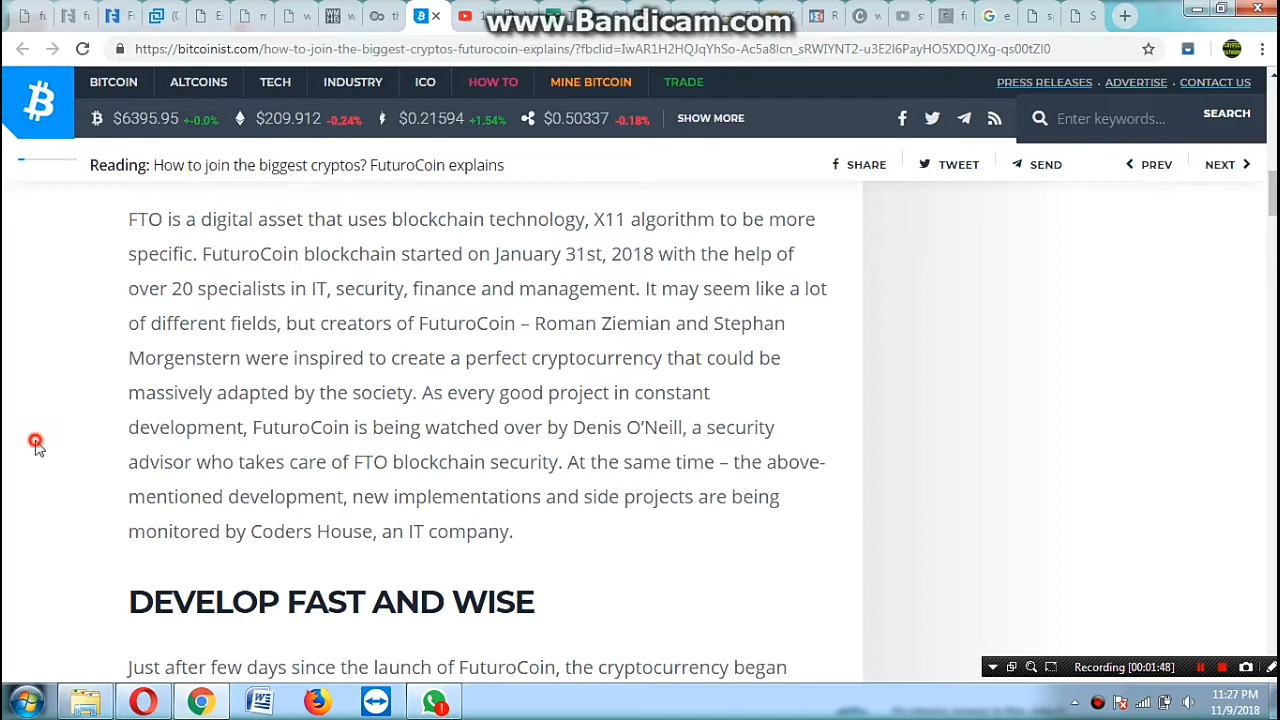 www.Bandicam.com
https://bitcoinist.com/how-to-join-the-biggest-cryptos-futurocoin-explains/?fbclid=IwAR1H2HQJqYhSo-Ac5a8lcn_sRWIYNT2-u3E2l6PayHO5XDQJXg-qs00tZl0
BITCOIN ALTCOINS TECH INDUSTRY ICO HOW TO MINE BITCOIN TRADE PRESS RELEASES . ADVERTISE . CONTACT US
$6395.95 +-0.0% $209.912 -0.24% $0.21594 +1.54% $0.50337 -0.18% SHOW MORE Enter keywords... SEARCH
Reading: How to join the biggest cryptos? FuturoCoin explains SHARE TWEET SEND PREV NEXT
FTO is a digital asset that uses blockchain technology, X11 algorithm to be more
specific. FuturoCoin blockchain started on January 31st, 2018 with the help of
over 20 specialists in IT, security, finance and management. It may seem like a lot
of different fields, but creators of FuturoCoin – Roman Ziemian and Stephan
Morgenstern were inspired to create a perfect cryptocurrency that could be
massively adapted by the society. As every good project in constant
development, FuturoCoin is being watched over by Denis O’Neill, a security
advisor who takes care of FTO blockchain security. At the same time – the above-
mentioned development, new implementations and side projects are being
monitored by Coders House, an IT company.
DEVELOP FAST AND WISE
Just after few days since the launch of FuturoCoin, the cryptocurrency began
Recording [00:01:48]
11:27 PM
11/9/2018